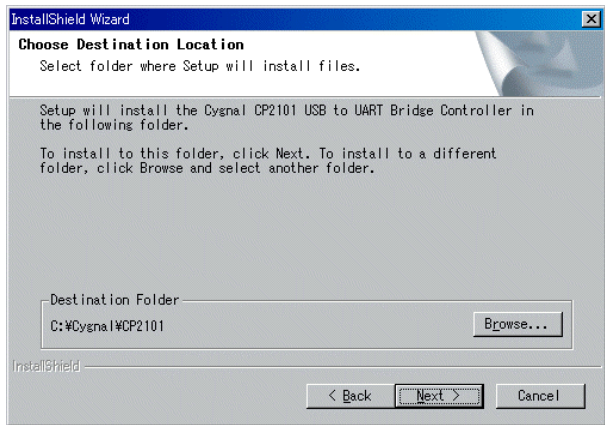 InstallShield Wizard
Choose Destination Location
Select folder where Setup will install files.
Setup will install the Cygnal CP2101 USB to UART Bridge Controller in
the following folder.
To install to this folder, click Next. To install to a different
folder, click Browse and select another folder.
Destination Folder
C:¥Cygnal¥CP2101
Browse...
InstallShield
< Back
Next >
Cancel